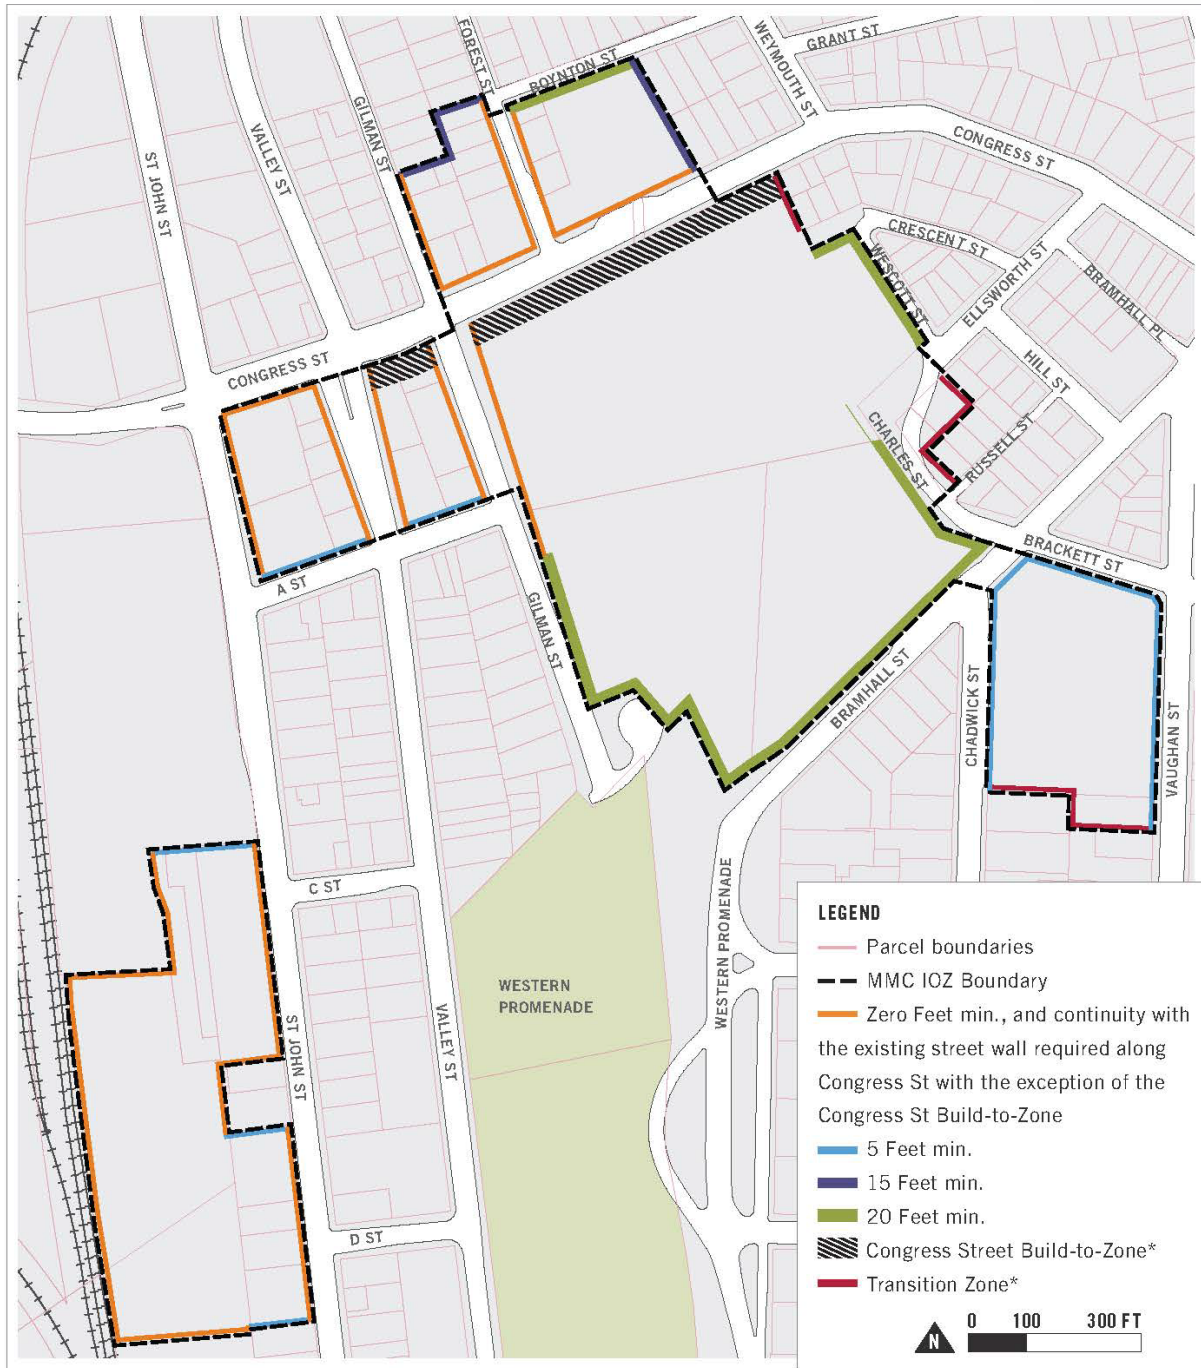 FOREST ST
BOYNTON ST
WEYMOUTH ST
GRANT ST
GILMAN ST
VALLEY ST
ST JOHN ST
CONGRESS ST
CRESCENT ST
WESCOTT ST
ELLSWORTH ST
BRAMHALL PL
HILL ST
CONGRESS ST
CHARLES ST
RUSSELL ST
BRACKETT ST
A ST
GILMAN ST
BRAMHALL ST
CHADWICK ST
VAUGHAN ST
C ST
WESTERN PROMENADE
WESTERN
PROMENADE
ST JOHN ST
VALLEY ST
D ST
LEGEND
Parcel boundaries
MMC IOZ Boundary
Zero Feet min., and continuity with
the existing street wall required along
Congress St with the exception of the
Congress St Build-to-Zone
5 Feet min.
15 Feet min.
20 Feet min.
Congress Street Build-to-Zone*
Transition Zone*
N
0 100 300 FT